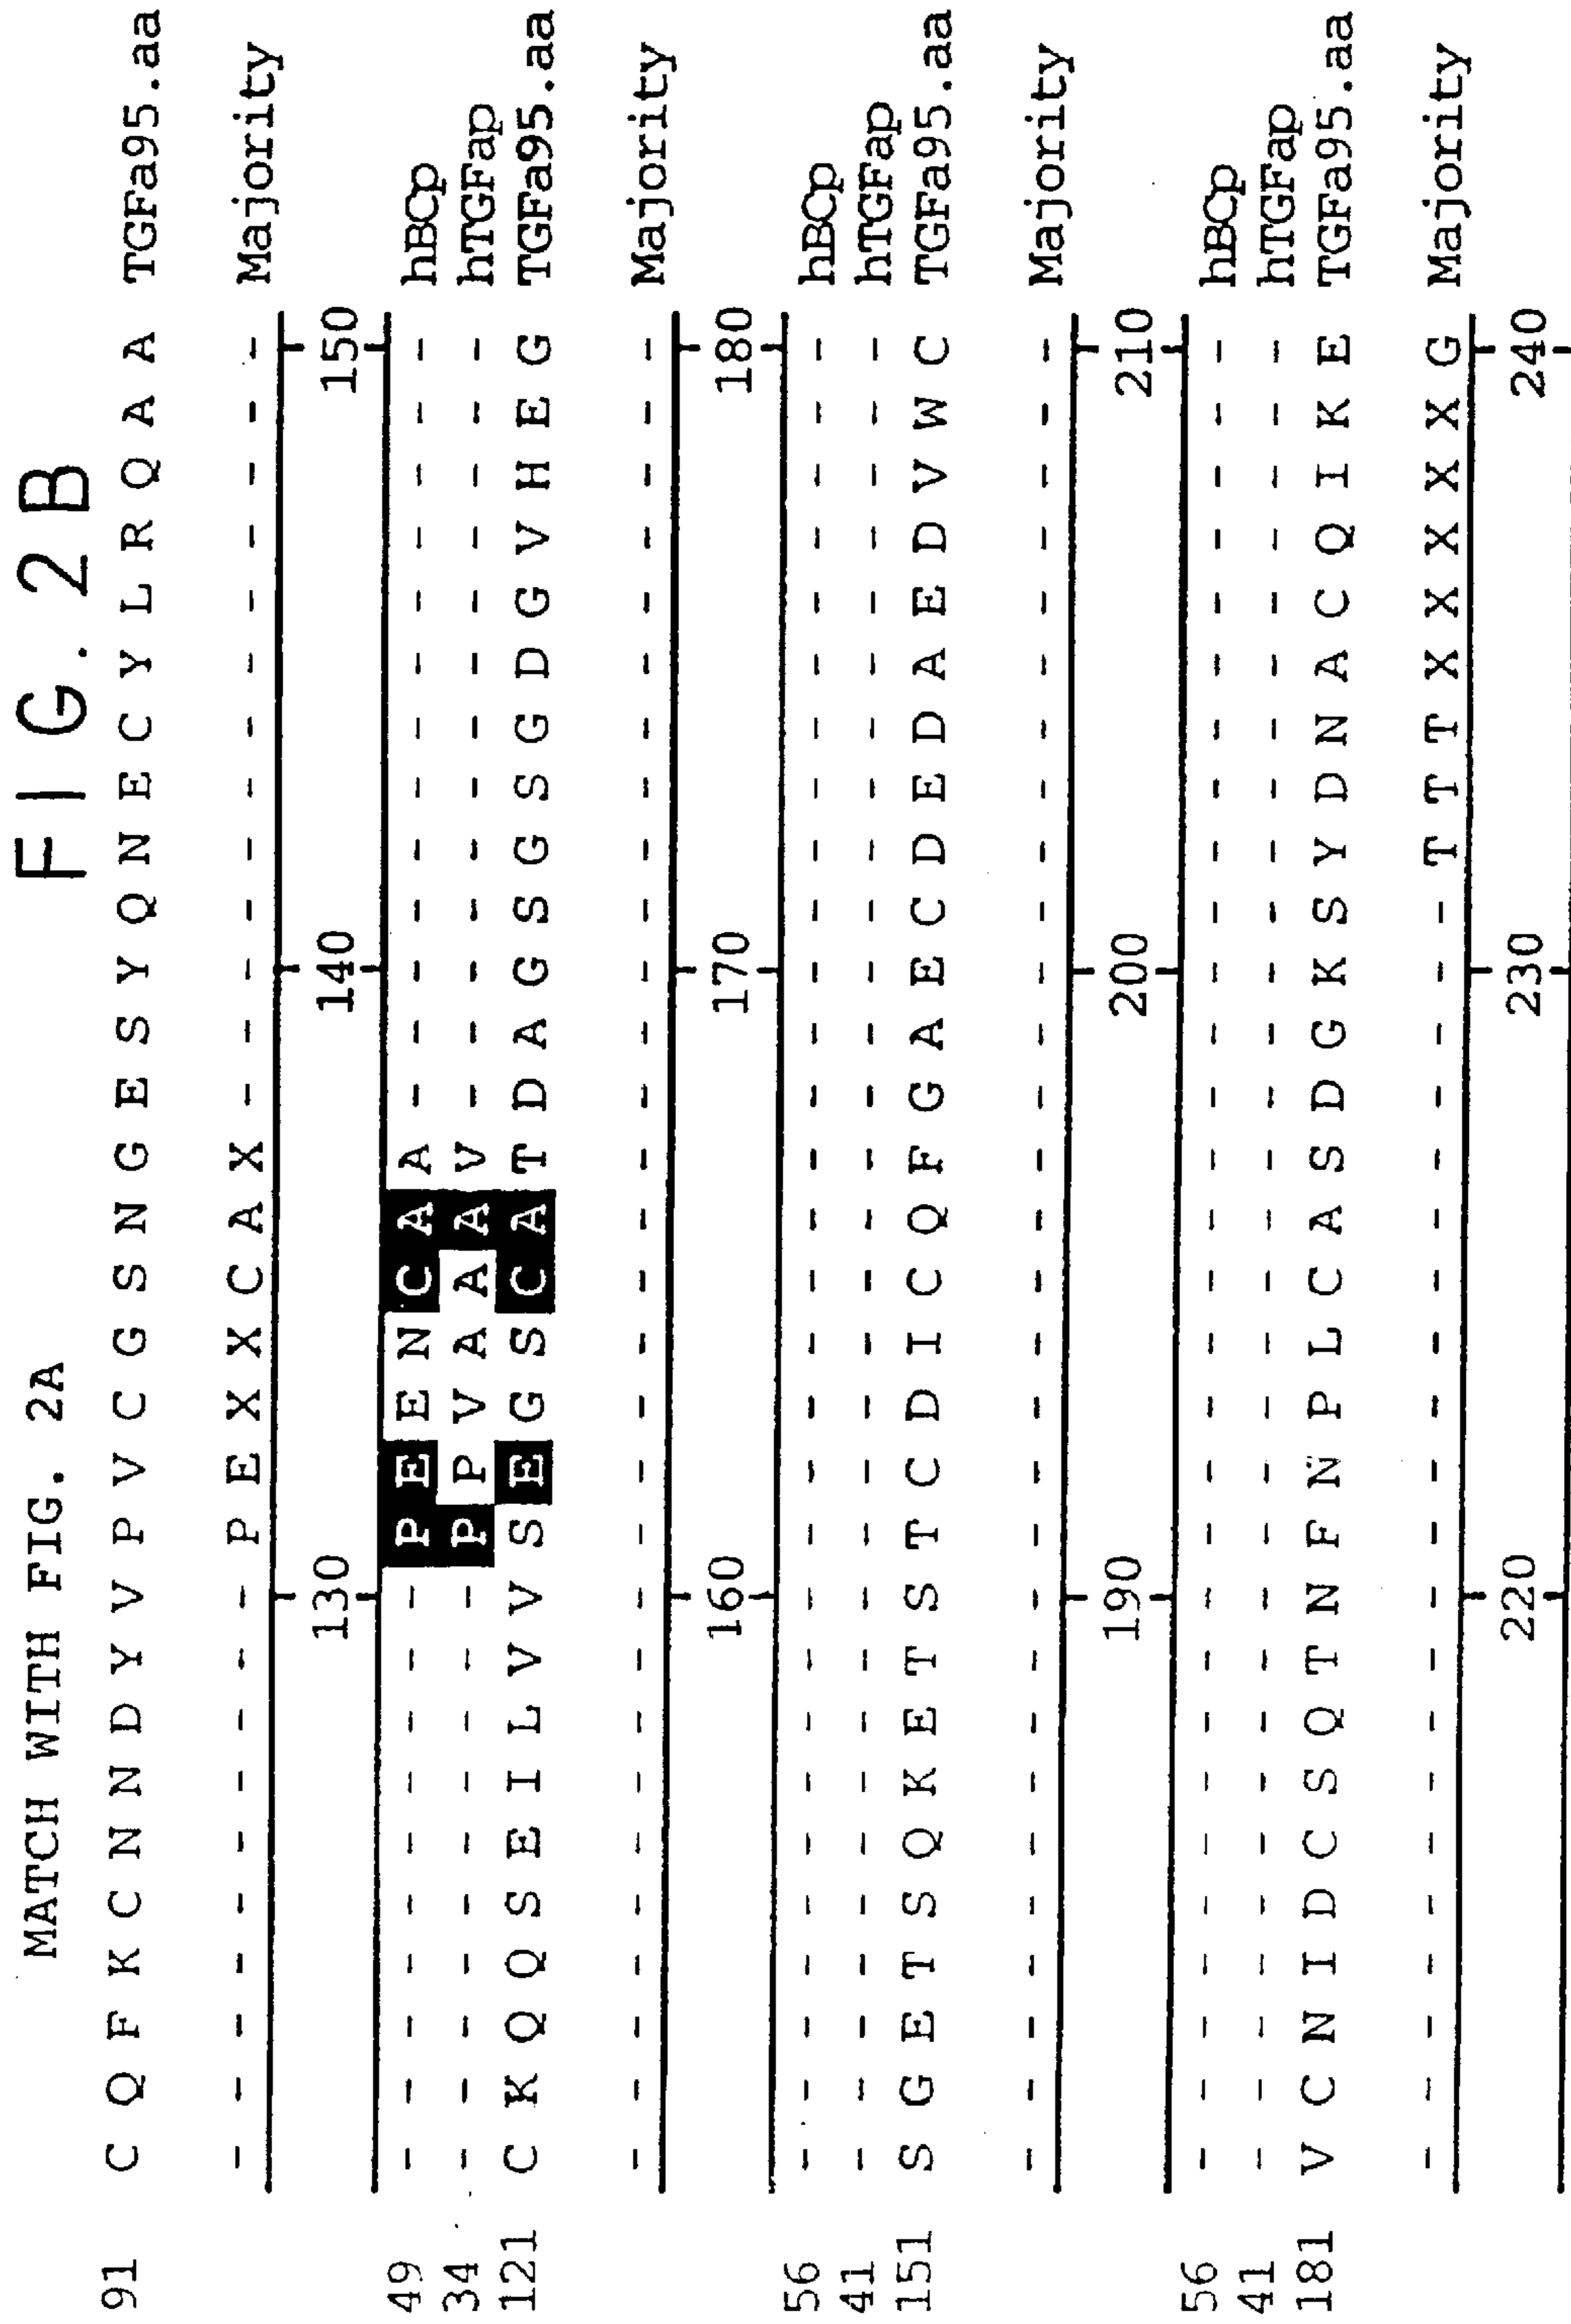 FIG. 2B
MATCH WITH FIG. 2A
91 C Q F K C N N D Y V P V C G S N G E S Y Q N E C Y L R Q A A TGFa95.aa
- - - - - - - - - - P E X X C A X - - - - - - - - - - - - - Majority
130 140 150
49 - - - - - - - - - - P E E N C A A - - - - - - - - - - - - - hBCp
34 - - - - - - - - - - P P V A A A V - - - - - - - - - - - - - hTGFap
121 C K Q Q S E I L V V S E G S C A T D A G S G S G D G V H E G TGFa95.aa
- - - - - - - - - - - - - - - - - - - - - - - - - - - - - - Majority
160 170 180
56 - - - - - - - - - - - - - - - - - - - - - - - - - - - - - - hBCp
41 - - - - - - - - - - - - - - - - - - - - - - - - - - - - - - hTGFap
151 S G E T S Q K E T S T C D I C Q F G A E C D E D A E D V W C TGFa95.aa
- - - - - - - - - - - - - - - - - - - - - - - - - - - - - - Majority
190 200 210
56 - - - - - - - - - - - - - - - - - - - - - - - - - - - - - - hBCp
41 - - - - - - - - - - - - - - - - - - - - - - - - - - - - - - hTGFap
181 V C N I D C S Q T N F N P L C A S D G K S Y D N A C Q I K E TGFa95.aa
- - - - - - - - - - - - - - - - - - - - - T T T X X X X X G Majority
220 230 240